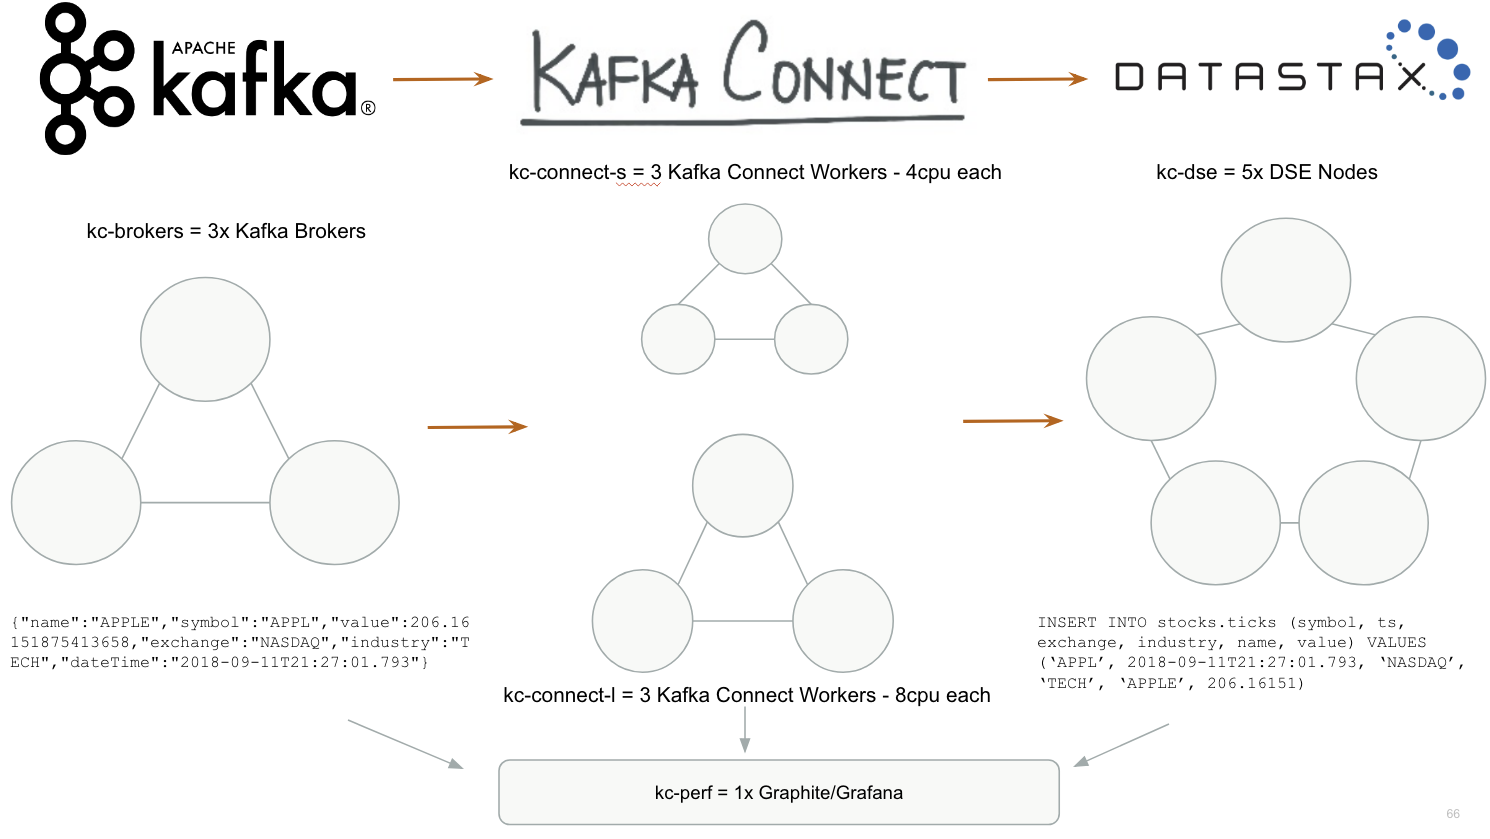 APACHE
kafka®
KAFKA CONNECT
DATASTAX
kc-connect-s = 3 Kafka Connect Workers - 4cpu each
kc-dse = 5x DSE Nodes
kc-brokers = 3x Kafka Brokers
{"name":"APPLE","symbol":"APPL","value":206.16
151875413658,"exchange":"NASDAQ","industry":"T
ECH","dateTime":"2018-09-11T21:27:01.793"}
INSERT INTO stocks.ticks (symbol, ts,
exchange, industry, name, value) VALUES
(‘APPL’, 2018-09-11T21:27:01.793, ‘NASDAQ’,
‘TECH’, ‘APPLE’, 206.16151)
kc-connect-l = 3 Kafka Connect Workers - 8cpu each
kc-perf = 1x Graphite/Grafana
66